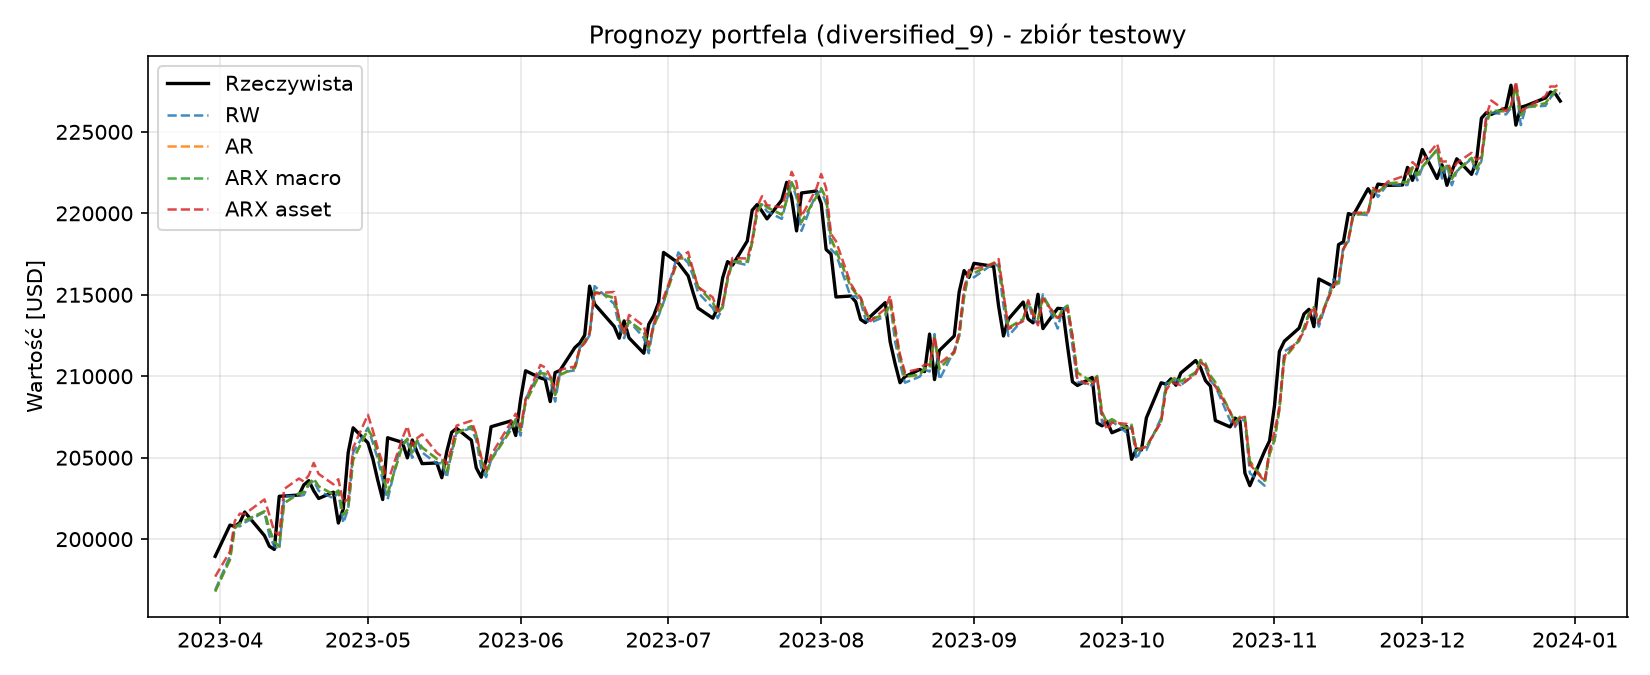 Prognozy portfela (diversified_9) - zbiór testowy
Rzeczywista
RW
AR
ARX macro
ARX asset
Wartość [USD]
225000
220000
215000
210000
205000
200000
2023-04
2023-05
2023-06
2023-07
2023-08
2023-09
2023-10
2023-11
2023-12
2024-01